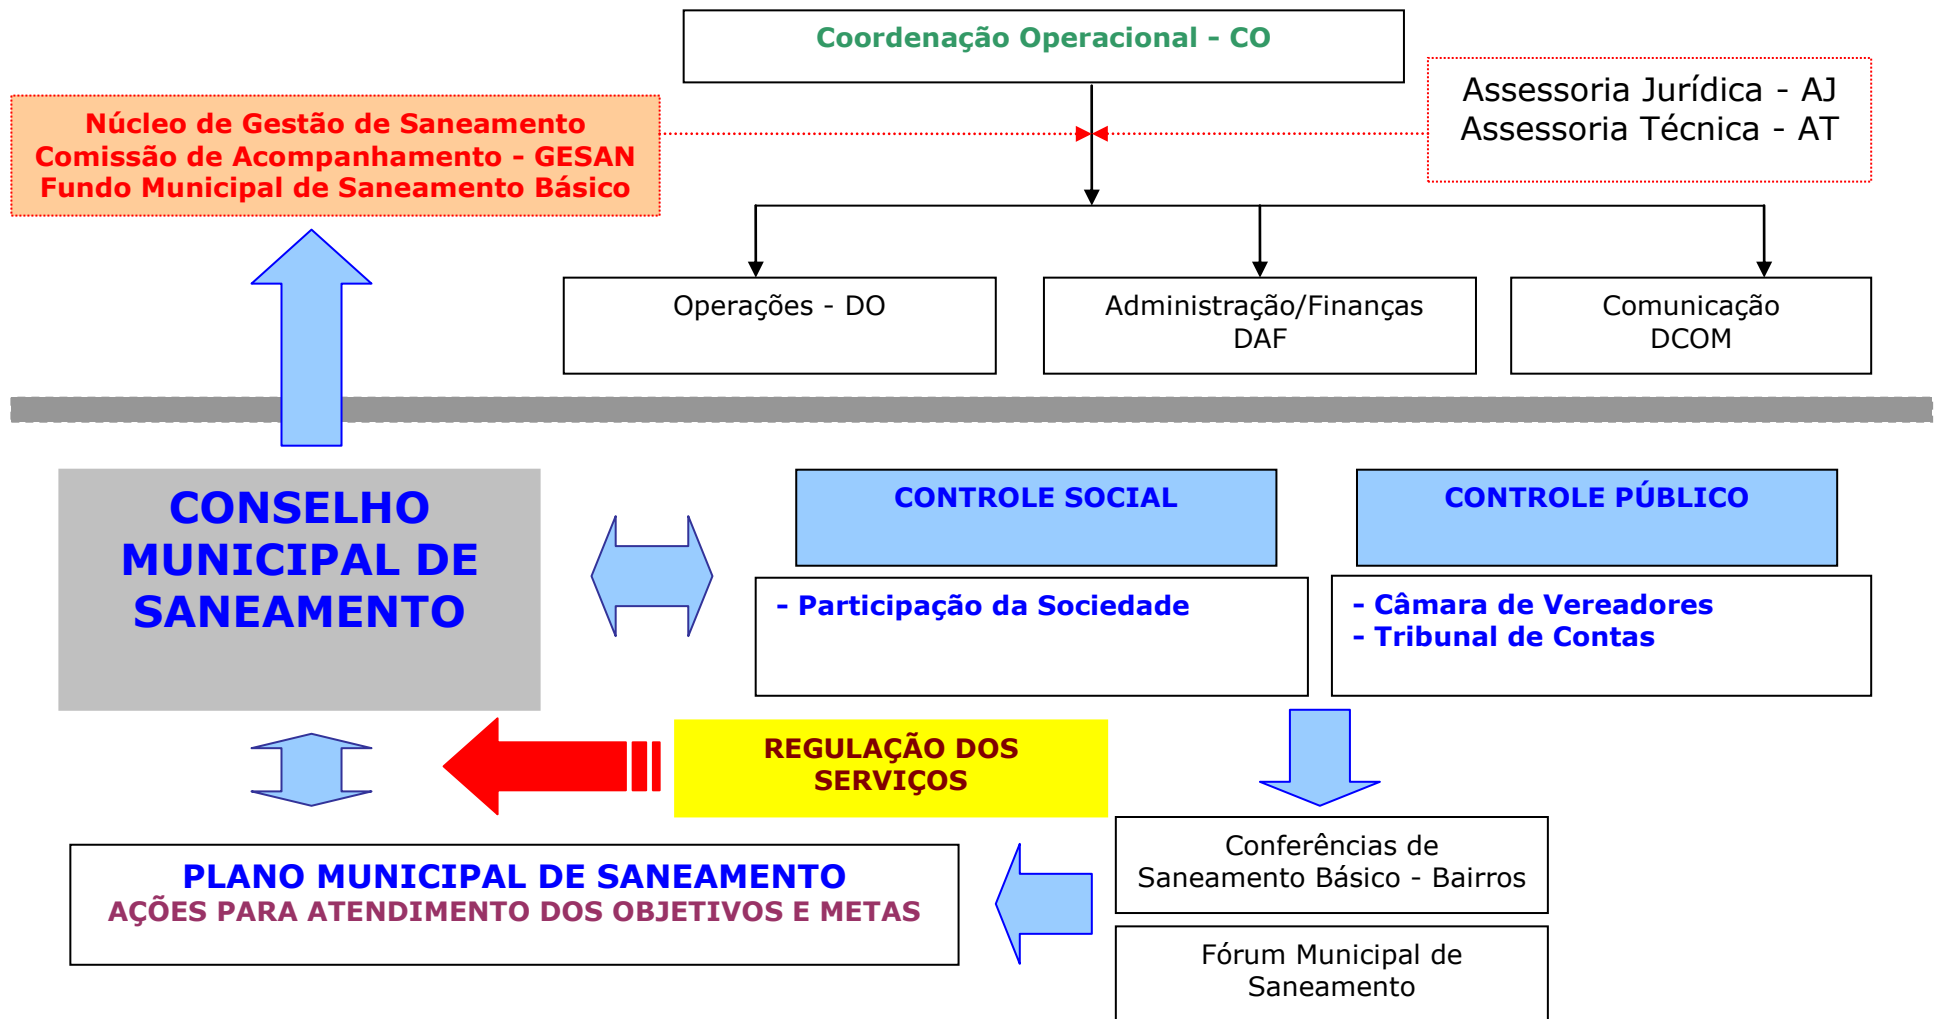 Coordenação Operacional - CO
Núcleo de Gestão de Saneamento
Comissão de Acompanhamento - GESAN
Fundo Municipal de Saneamento Básico
Assessoria Jurídica - AJ
Assessoria Técnica - AT
Operações - DO
Administração/Finanças
DAF
Comunicação
DCOM
CONSELHO
MUNICIPAL DE
SANEAMENTO
CONTROLE SOCIAL
- Participação da Sociedade
CONTROLE PÚBLICO
- Câmara de Vereadores
- Tribunal de Contas
REGULAÇÃO DOS
SERVIÇOS
PLANO MUNICIPAL DE SANEAMENTO
AÇÕES PARA ATENDIMENTO DOS OBJETIVOS E METAS
Conferências de
Saneamento Básico - Bairros
Fórum Municipal de
Saneamento